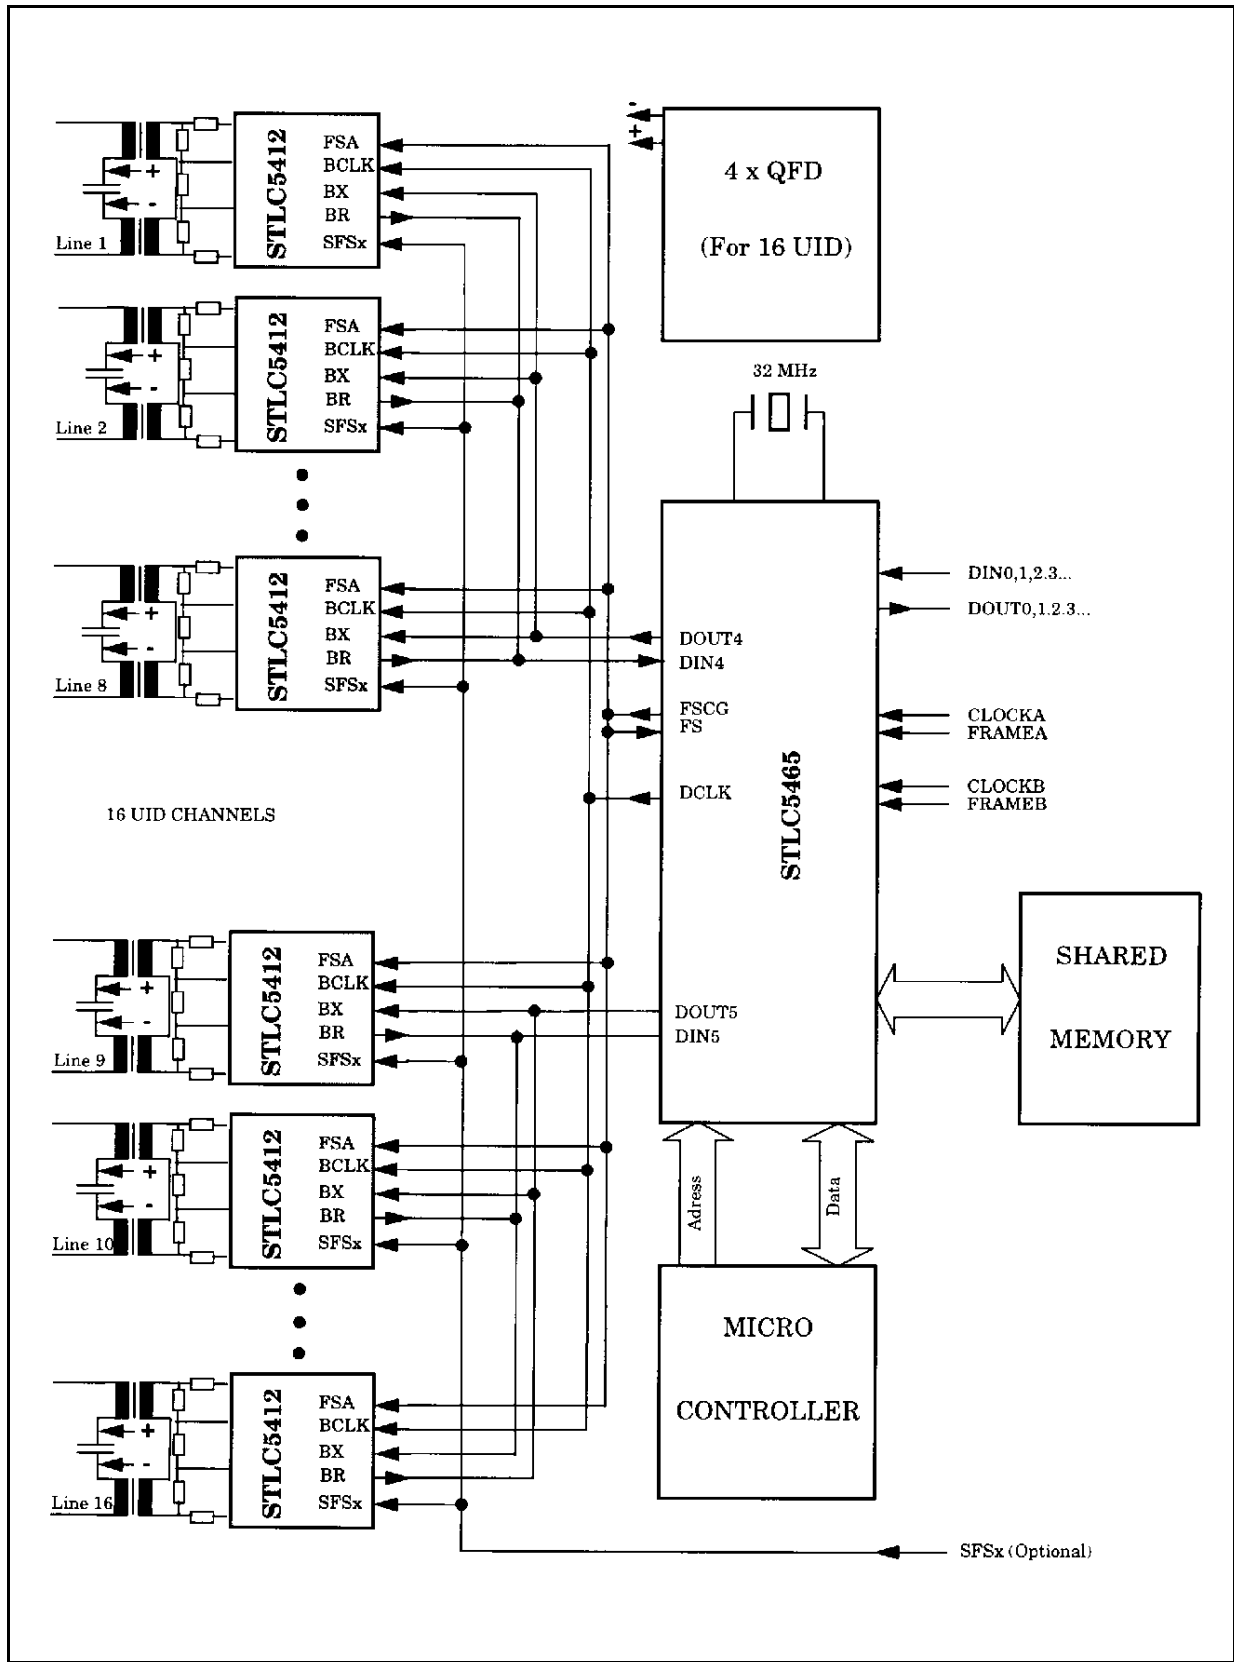 STLC5412
FSA
BCLK
BX
BR
SFSx
Line 1
STLC5412
FSA
BCLK
BX
BR
SFSx
Line 2
STLC5412
FSA
BCLK
BX
BR
SFSx
Line 8
16 UID CHANNELS
STLC5412
FSA
BCLK
BX
BR
SFSx
Line 9
STLC5412
FSA
BCLK
BX
BR
SFSx
Line 10
STLC5412
FSA
BCLK
BX
BR
SFSx
Line 16
4 x QFD
(For 16 UID)
32 MHz
STLC5465
DOUT4
DIN4
FSCG
FS
DCLK
DOUT5
DIN5
DIN0,1,2.3...
DOUT0,1.2.3...
CLOCKA
FRAMEA
CLOCKB
FRAMEB
SHARED
MEMORY
Adress
Data
MICRO
CONTROLLER
SFSx (Optional)